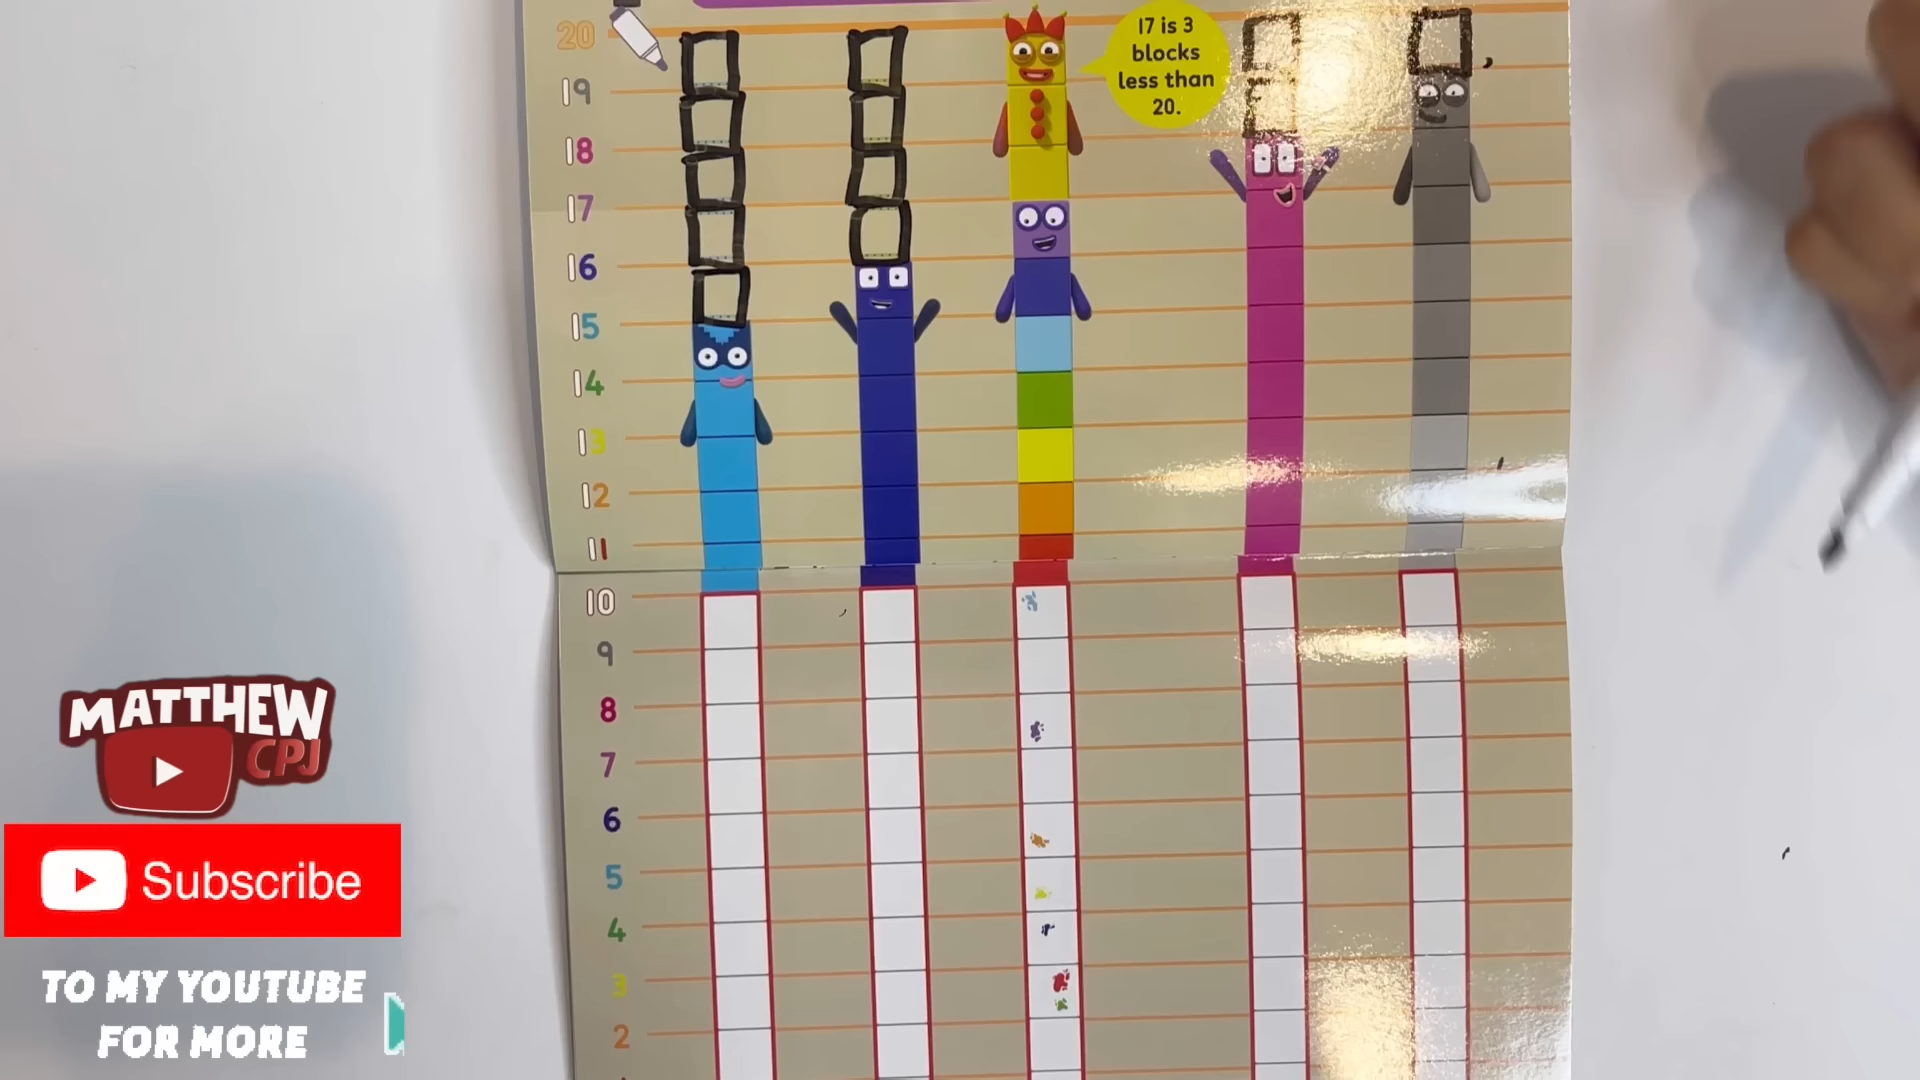 20
17 is 3
blocks
less than
20.
19
18
17
16
15
14
13
12
11
10
9
8
7
6
5
4
3
2
MATTHEW
CPJ
Subscribe
TO MY YOUTUBE
FOR MORE